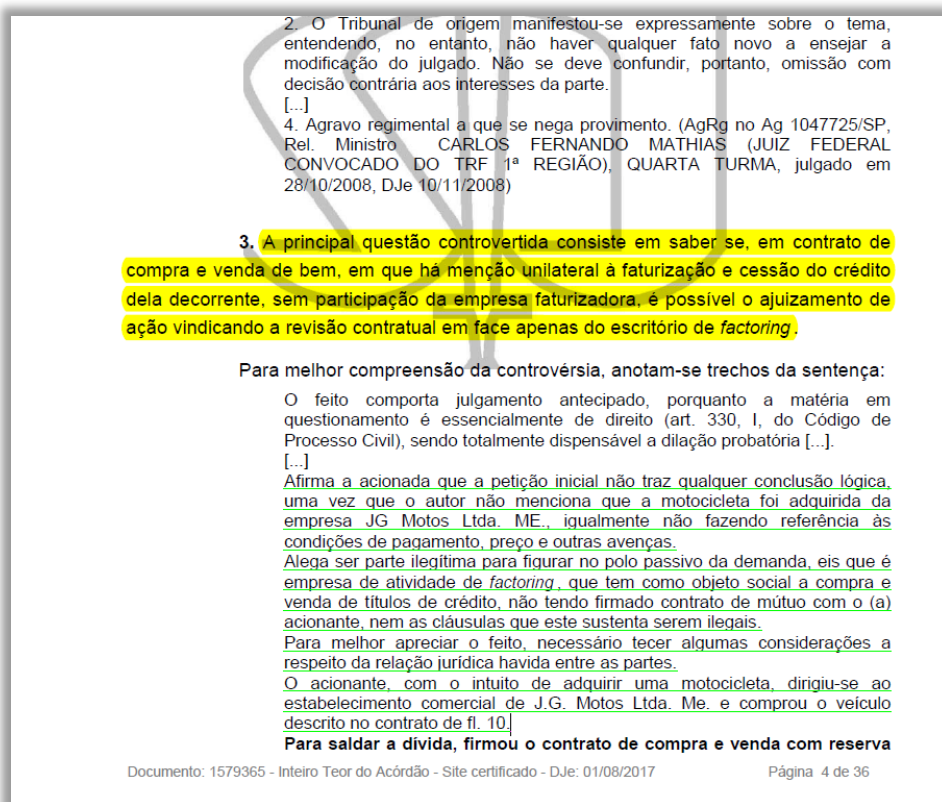 2. O Tribunal de origem manifestou-se expressamente sobre o tema,
entendendo, no entanto, não haver qualquer fato novo a ensejar a
modificação do julgado. Não se deve confundir, portanto, omissão com
decisão contrária aos interesses da parte.
[...]
4. Agravo regimental a que se nega provimento. (AgRg no Ag 1047725/SP,
Rel. Ministro CARLOS FERNANDO MATHIAS (JUIZ FEDERAL
CONVOCADO DO TRF 1ª REGIÃO), QUARTA TURMA, julgado em
28/10/2008, DJe 10/11/2008)
3. A principal questão controvertida consiste em saber se, em contrato de
compra e venda de bem, em que há menção unilateral à faturização e cessão do crédito
dela decorrente, sem participação da empresa faturizadora, é possível o ajuizamento de
ação vindicando a revisão contratual em face apenas do escritório de factoring.
Para melhor compreensão da controvérsia, anotam-se trechos da sentença:
O feito comporta julgamento antecipado, porquanto a matéria em
questionamento é essencialmente de direito (art. 330, I, do Código de
Processo Civil), sendo totalmente dispensável a dilação probatória [...].
[...]
Afirma a acionada que a petição inicial não traz qualquer conclusão lógica,
uma vez que o autor não menciona que a motocicleta foi adquirida da
empresa JG Motos Ltda. ME., igualmente não fazendo referência às
condições de pagamento, preço e outras avenças.
Alega ser parte ilegítima para figurar no polo passivo da demanda, eis que é
empresa de atividade de factoring, que tem como objeto social a compra e
venda de títulos de crédito, não tendo firmado contrato de mútuo com o (a)
acionante, nem as cláusulas que este sustenta serem ilegais.
Para melhor apreciar o feito, necessário tecer algumas considerações a
respeito da relação jurídica havida entre as partes.
O acionante, com o intuito de adquirir uma motocicleta, dirigiu-se ao
estabelecimento comercial de J.G. Motos Ltda. Me. e comprou o veículo
descrito no contrato de fl. 10.
Para saldar a dívida, firmou o contrato de compra e venda com reserva
Documento: 1579365 - Inteiro Teor do Acórdão - Site certificado - DJe: 01/08/2017 Página 4 de 36